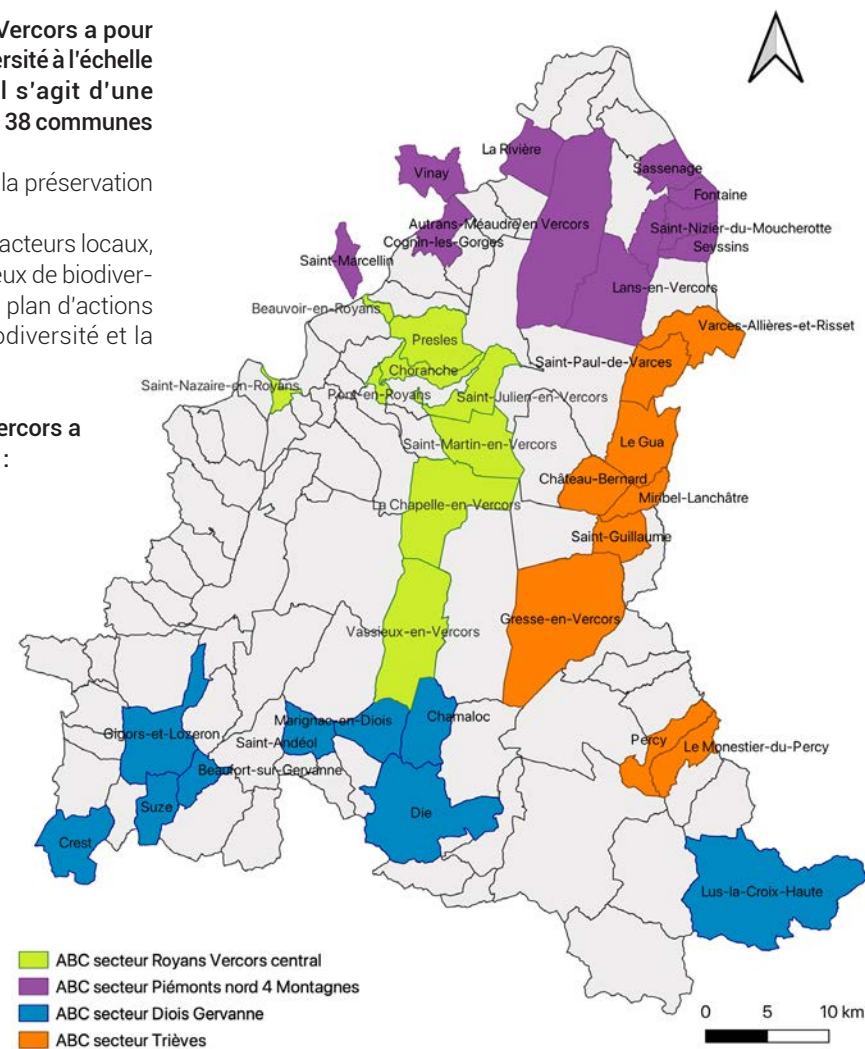 Vercors a pour
ersité à l'échelle
l s'agit d'une
38 communes
la préservation
acteurs locaux,
eux de biodiver-
plan d'actions
odiversité et la
ercors a
:
La Rivière
Vinay
Sassenage
Fontaine
Autrans-Méaudre en Vercors
Saint-Nizier-du-Moucherotte
Cognin-les-Gorges
Seyssins
Saint-Marcellin
Lans-en-Vercors
Beauvoir-en-Royans
Varces-Allières-et-Risset
Presles
Saint-Paul-de-Varces
Choranche
Saint-Nazaire-en-Royans
Pont-en-Royans
Saint-Julien-en-Vercors
Saint-Martin-en-Vercors
Le Gua
Château-Bernard
Miribel-Lanchâtre
La Chapelle-en-Vercors
Saint-Guillaume
Gresse-en-Vercors
Vassieux-en-Vercors
Chamaloc
Marignac-en-Diois
Gigors-et-Lozeron
Saint-Andéol
Percy
Le Monestier-du-Percy
Beaufort-sur-Gervanne
Suze
Die
Crest
Lus-la-Croix-Haute
ABC secteur Royans Vercors central
ABC secteur Piémonts nord 4 Montagnes
ABC secteur Diois Gervanne
ABC secteur Trièves
0 5 10 km